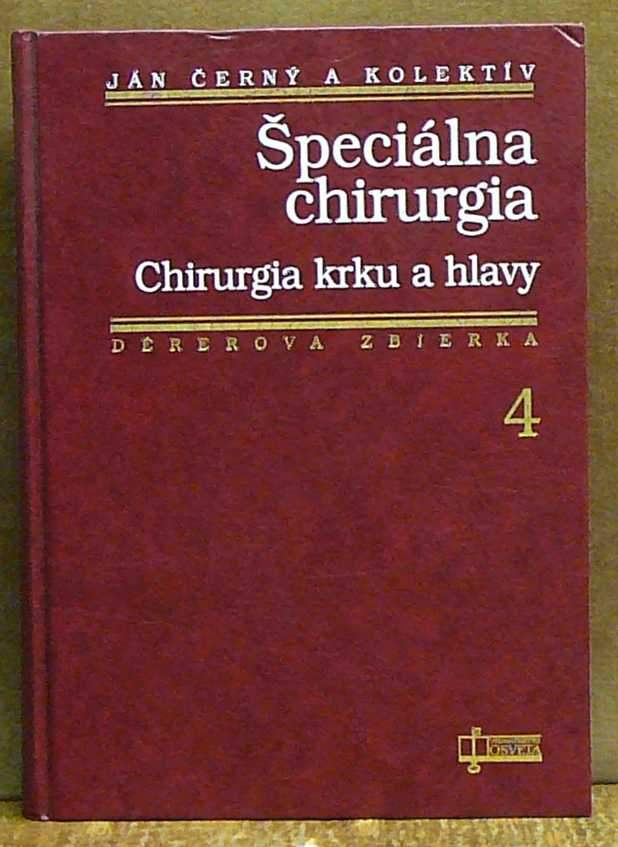 JÁN ČERNÝ A KOLEKTÍV
Špeciálna
chirurgia
Chirurgia krku a hlavy
DÉREROVA ZBIERKA
4
OSVETA